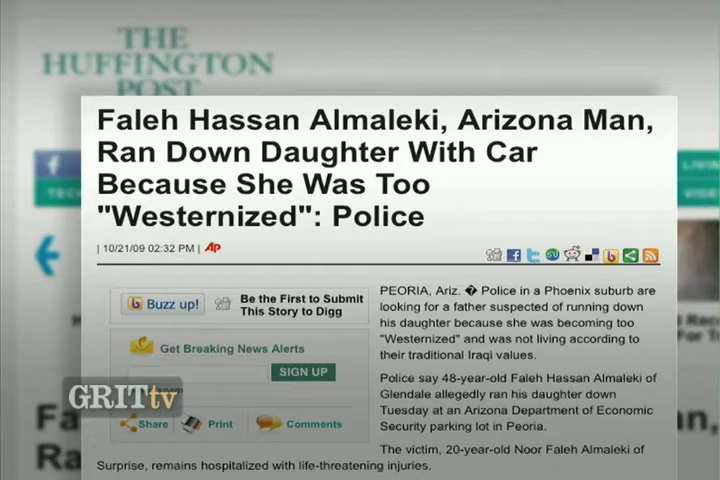 THE
HUFFINGTON
POST
Faleh Hassan Almaleki, Arizona Man,
Ran Down Daughter With Car
Because She Was Too
"Westernized": Police
| 10/21/09 02:32 PM | AP
Buzz up!
Be the First to Submit
This Story to Digg
Get Breaking News Alerts
SIGN UP
Share
Print
Comments
PEORIA, Ariz. � Police in a Phoenix suburb are
looking for a father suspected of running down
his daughter because she was becoming too
"Westernized" and was not living according to
their traditional Iraqi values.
Police say 48-year-old Faleh Hassan Almaleki of
Glendale allegedly ran his daughter down
Tuesday at an Arizona Department of Economic
Security parking lot in Peoria.
The victim, 20-year-old Noor Faleh Almaleki of
Surprise, remains hospitalized with life-threatening injuries.
GRITtv